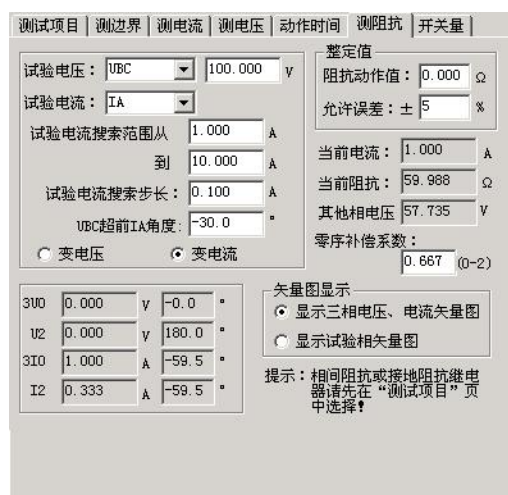 测试项目 测边界 测电流 测电压 动作时间 测阻抗 开关量
试验电压： UBC 100.000 V
试验电流： IA
试验电流搜索范围从 1.000 A
到 10.000 A
试验电流搜索步长： 0.100 A
UBC超前IA角度： -30.0 °
变电压 变电流
整定值
阻抗动作值： 0.000 Ω
允许误差：± 5 %
当前电流： 1.000 A
当前阻抗： 59.988 Ω
其他相电压 57.735 V
零序补偿系数：
0.667 (0-2)
3U0 0.000 V -0.0 °
U2 0.000 V 180.0 °
3I0 1.000 A -59.5 °
I2 0.333 A -59.5 °
矢量图显示
显示三相电压、电流矢量图
显示试验相矢量图
提示：相间阻抗或接地阻抗继电
器请先在“测试项目”页
中选择！